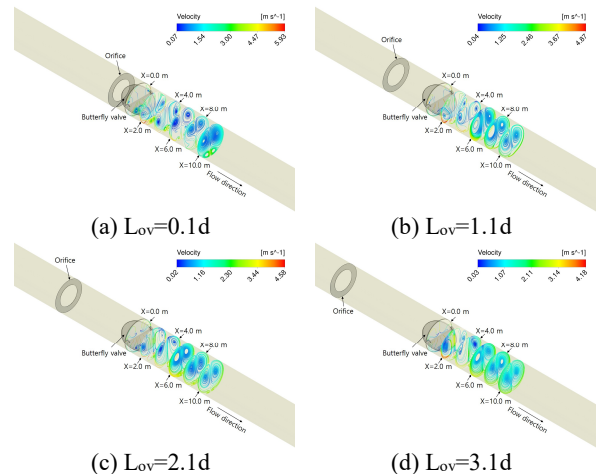 Velocity [m s^-1]
0.07 1.54 3.00 4.47 5.93
Orifice
X=0.0 m
X=4.0 m
X=8.0 m
Butterfly valve
X=2.0 m
X=6.0 m
X=10.0 m
Flow direction
(a) Lov=0.1d
Velocity [m s^-1]
0.04 1.25 2.46 3.67 4.87
Orifice
X=0.0 m
X=4.0 m
X=8.0 m
Butterfly valve
X=2.0 m
X=6.0 m
X=10.0 m
Flow direction
(b) Lov=1.1d
Velocity [m s^-1]
0.02 1.16 2.30 3.44 4.58
Orifice
X=0.0 m
X=4.0 m
X=8.0 m
Butterfly valve
X=2.0 m
X=6.0 m
X=10.0 m
Flow direction
(c) Lov=2.1d
Velocity [m s^-1]
0.03 1.07 2.11 3.14 4.18
Orifice
X=0.0 m
X=4.0 m
X=8.0 m
Butterfly valve
X=2.0 m
X=6.0 m
X=10.0 m
Flow direction
(d) Lov=3.1d